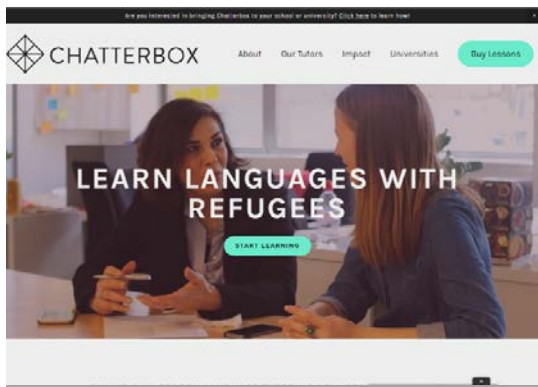 Are you interested in bringing Chatterbox to your school or university? Click here to learn how!
CHATTERBOX
About Our Tutors Impact Universities Buy Lessons
LEARN LANGUAGES WITH
REFUGEES
START LEARNING